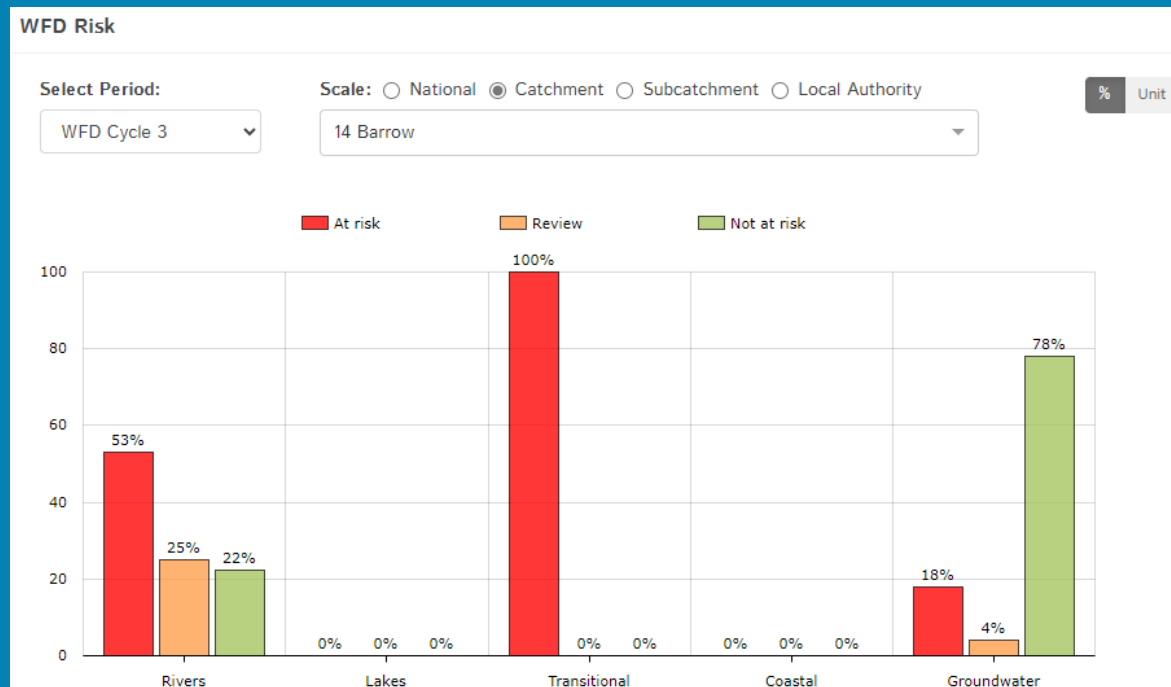 WFD Risk
Select Period:
Scale: National Catchment Subcatchment Local Authority
% Unit
WFD Cycle 3
14 Barrow
At risk Review Not at risk
100%
100
78%
80
60
53%
40
25%
22%
20
18%
4%
0% 0% 0% 0% 0% 0% 0% 0%
0
Rivers Lakes Transitional Coastal Groundwater